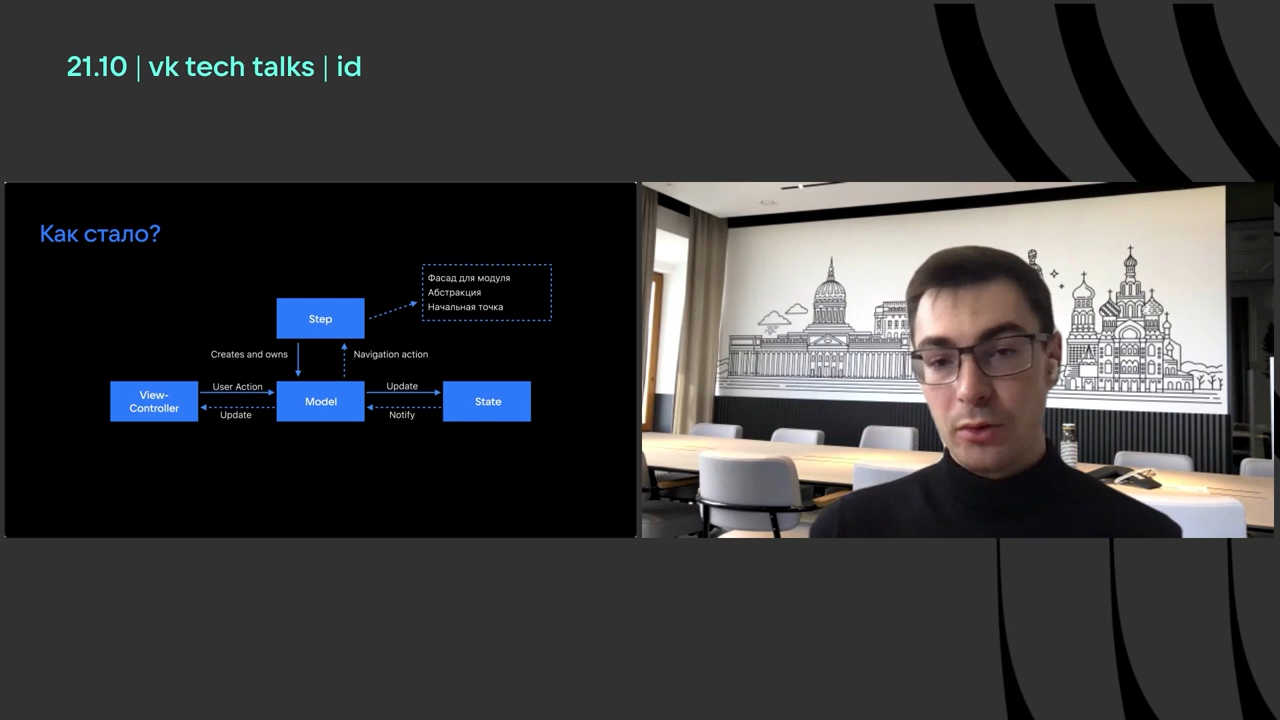 21.10 | vk tech talks | id
Как стало?
Фасад для модуля
Абстракция
Начальная точка
Step
Creates and owns
Navigation action
View-
Controller
User Action
Update
Model
Update
Notify
State